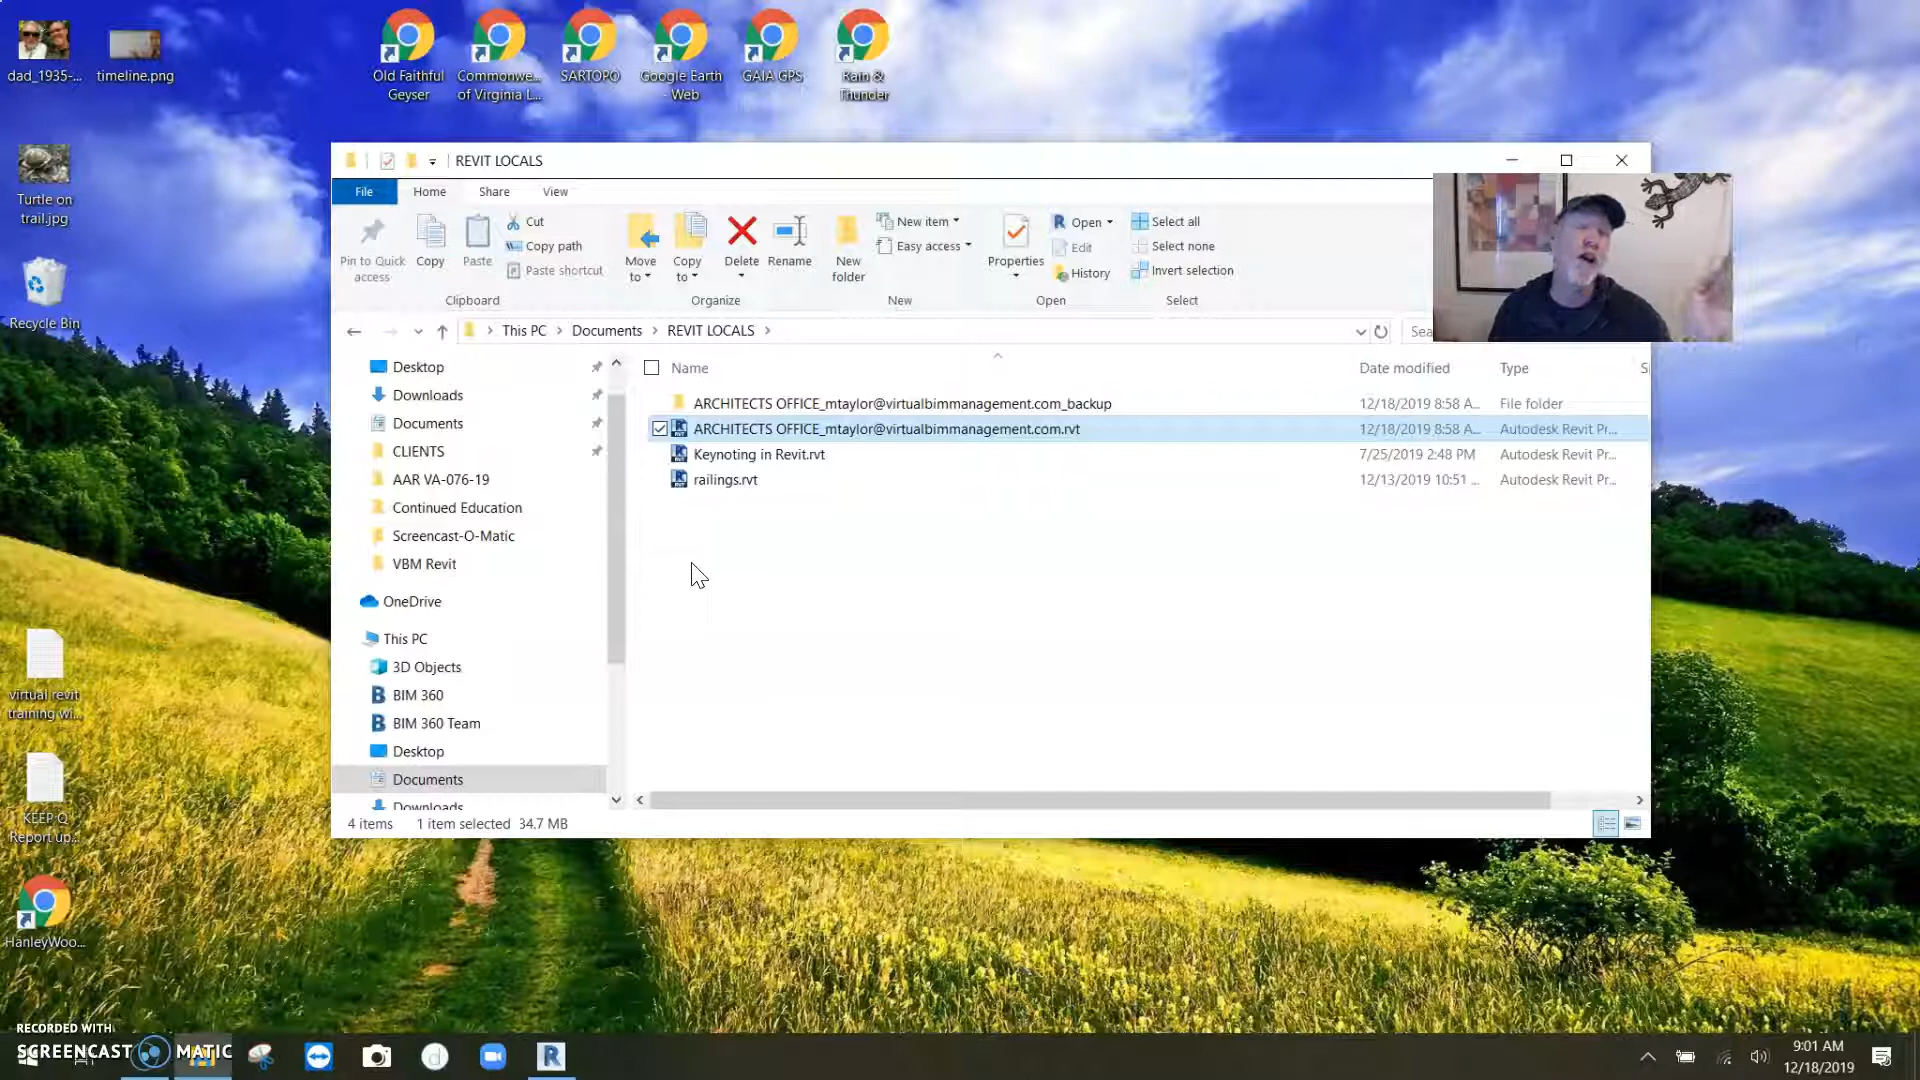 dad_1935-...
timeline.png
Old Faithful
Geyser
Commonwe...
of Virginia L...
SARTOPO
Google Earth
- Web
GAIA GPS
Rain &
Thunder
Turtle on
trail.jpg
Recycle Bin
virtual revit
training wi...
KEEP Q
Report up...
HanleyWoo...
REVIT LOCALS
File
Home
Share
View
Pin to Quick
access
Copy
Paste
Cut
Copy path
Paste shortcut
Clipboard
Move
to
Copy
to
Delete
Rename
Organize
New
folder
New item
Easy access
New
Properties
Open
Edit
History
Open
Select all
Select none
Invert selection
Select
This PC > Documents > REVIT LOCALS >
Sea
Desktop
Downloads
Documents
CLIENTS
AAR VA-076-19
Continued Education
Screencast-O-Matic
VBM Revit
OneDrive
This PC
3D Objects
BIM 360
BIM 360 Team
Desktop
Documents
Downloads
Name Date modified Type S
ARCHITECTS OFFICE_mtaylor@virtualbimmanagement.com_backup 12/18/2019 8:58 A... File folder
ARCHITECTS OFFICE_mtaylor@virtualbimmanagement.com.rvt 12/18/2019 8:58 A... Autodesk Revit Pr...
Keynoting in Revit.rvt 7/25/2019 2:48 PM Autodesk Revit Pr...
railings.rvt 12/13/2019 10:51 ... Autodesk Revit Pr...
4 items 1 item selected 34.7 MB
RECORDED WITH
SCREENCAST MATIC
9:01 AM
12/18/2019